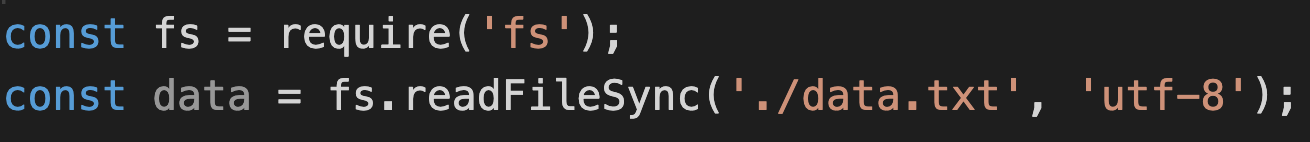 const fs = require('fs');
const data = fs.readFileSync('./data.txt', 'utf-8');